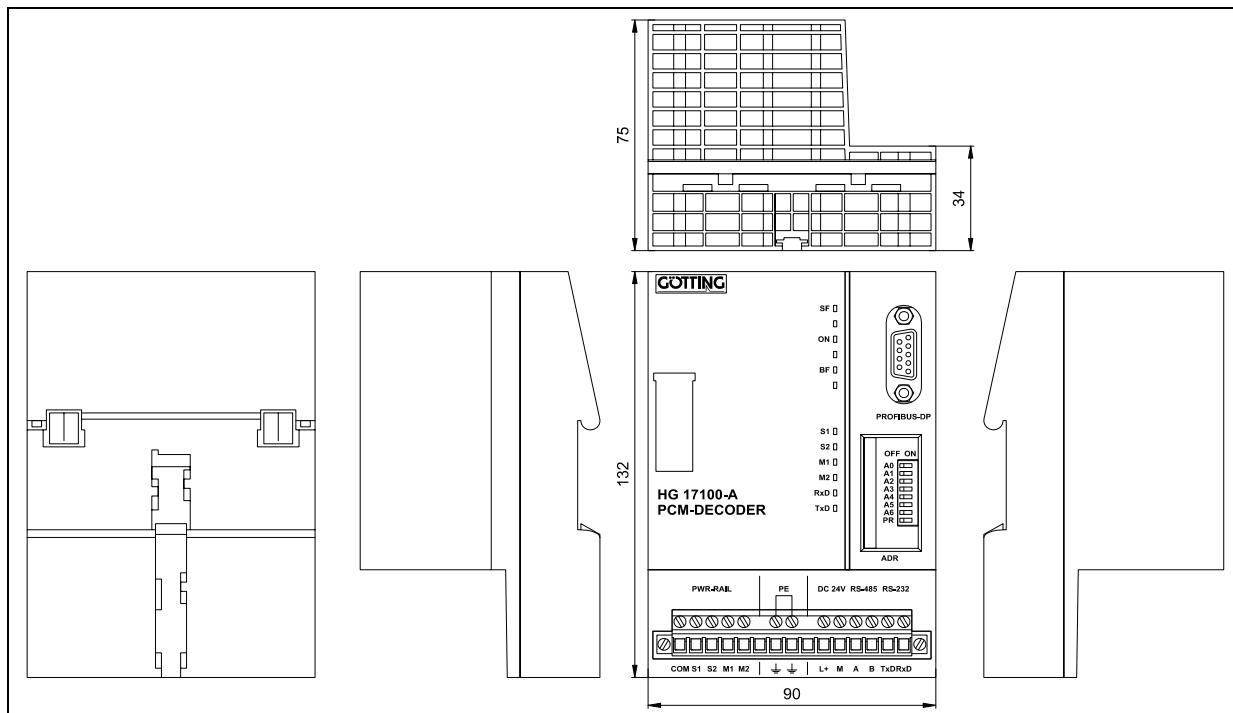 75
34
132
GÖTTING
SF
ON
BF
PROFIBUS-DP
S1
S2
M1
M2
RxD
TxD
OFF ON
A0
A1
A2
A3
A4
A5
A6
PR
ADR
HG 17100-A
PCM-DECODER
PWR-RAIL PE DC 24V RS-485 RS-232
COM S1 S2 M1 M2 L+ M A B TxD RxD
90